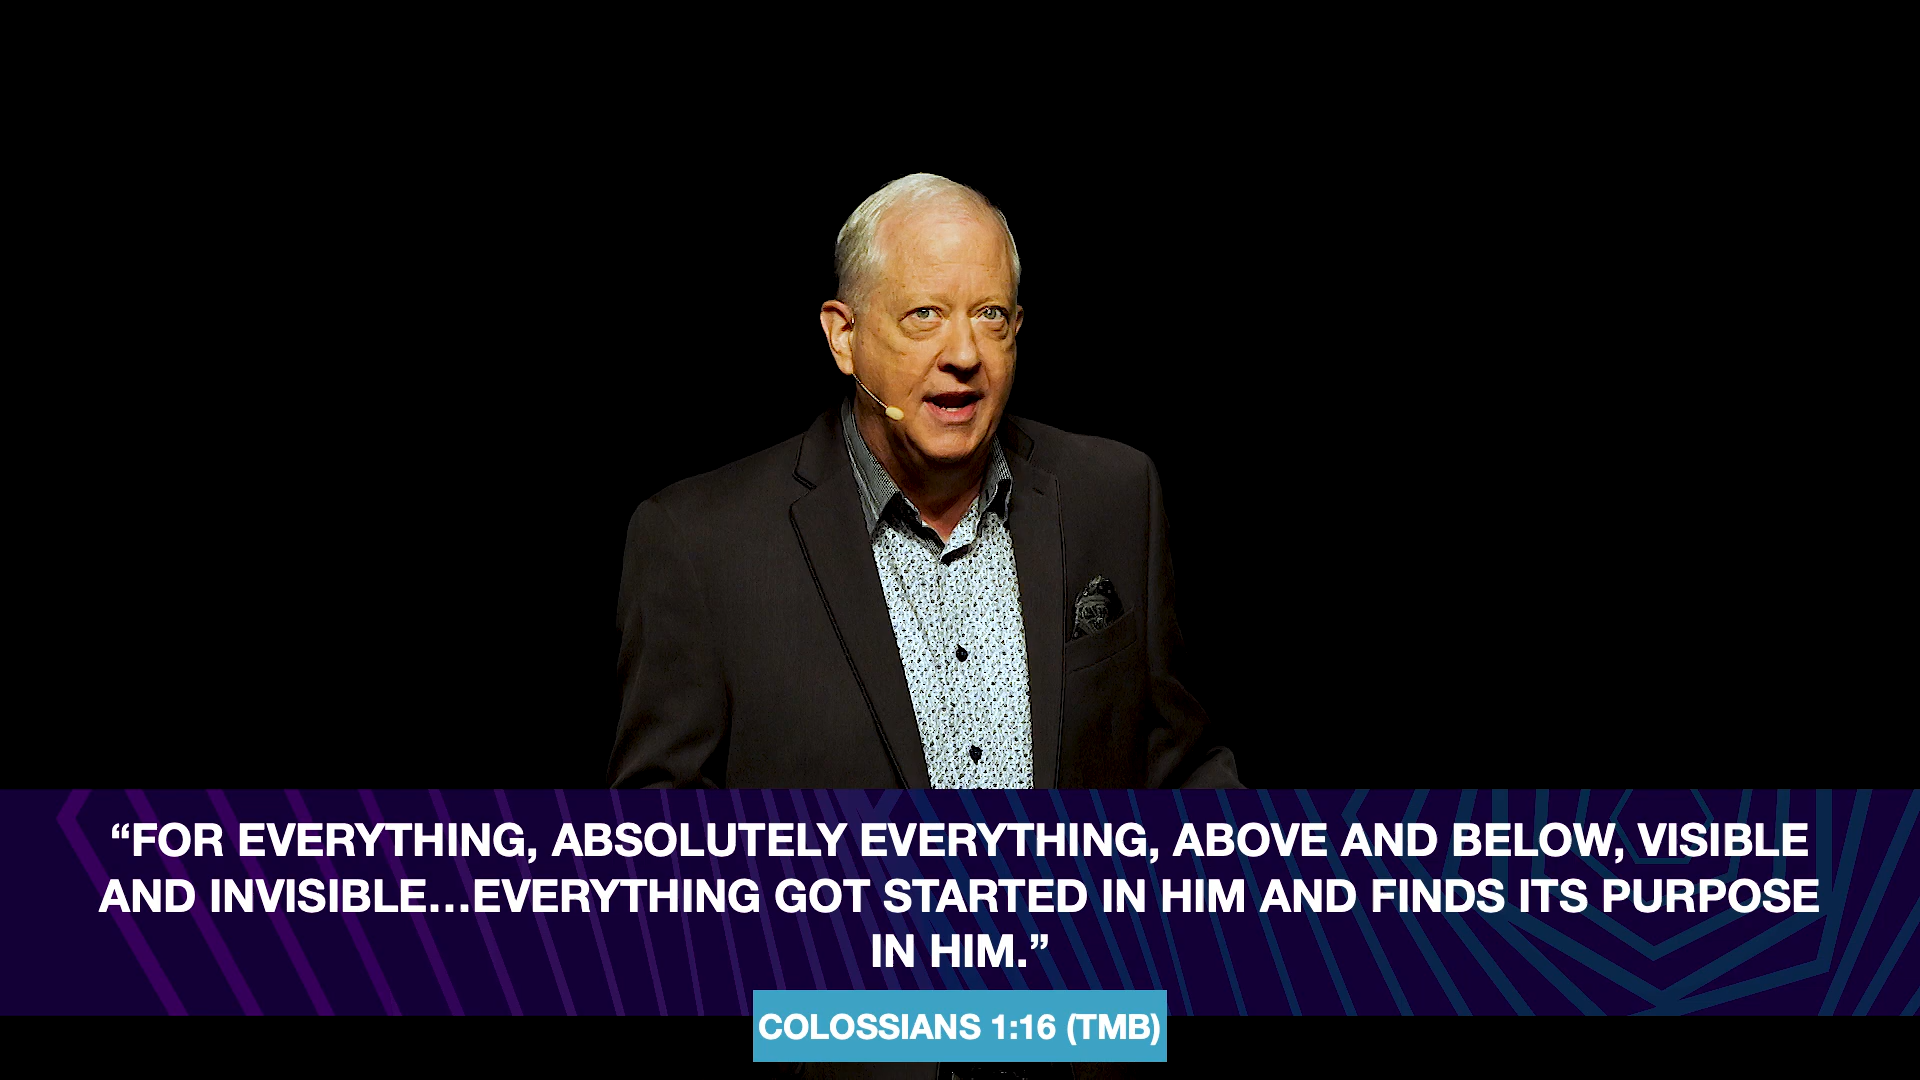 “FOR EVERYTHING, ABSOLUTELY EVERYTHING, ABOVE AND BELOW, VISIBLE
AND INVISIBLE…EVERYTHING GOT STARTED IN HIM AND FINDS ITS PURPOSE
IN HIM.”
COLOSSIANS 1:16 (TMB)